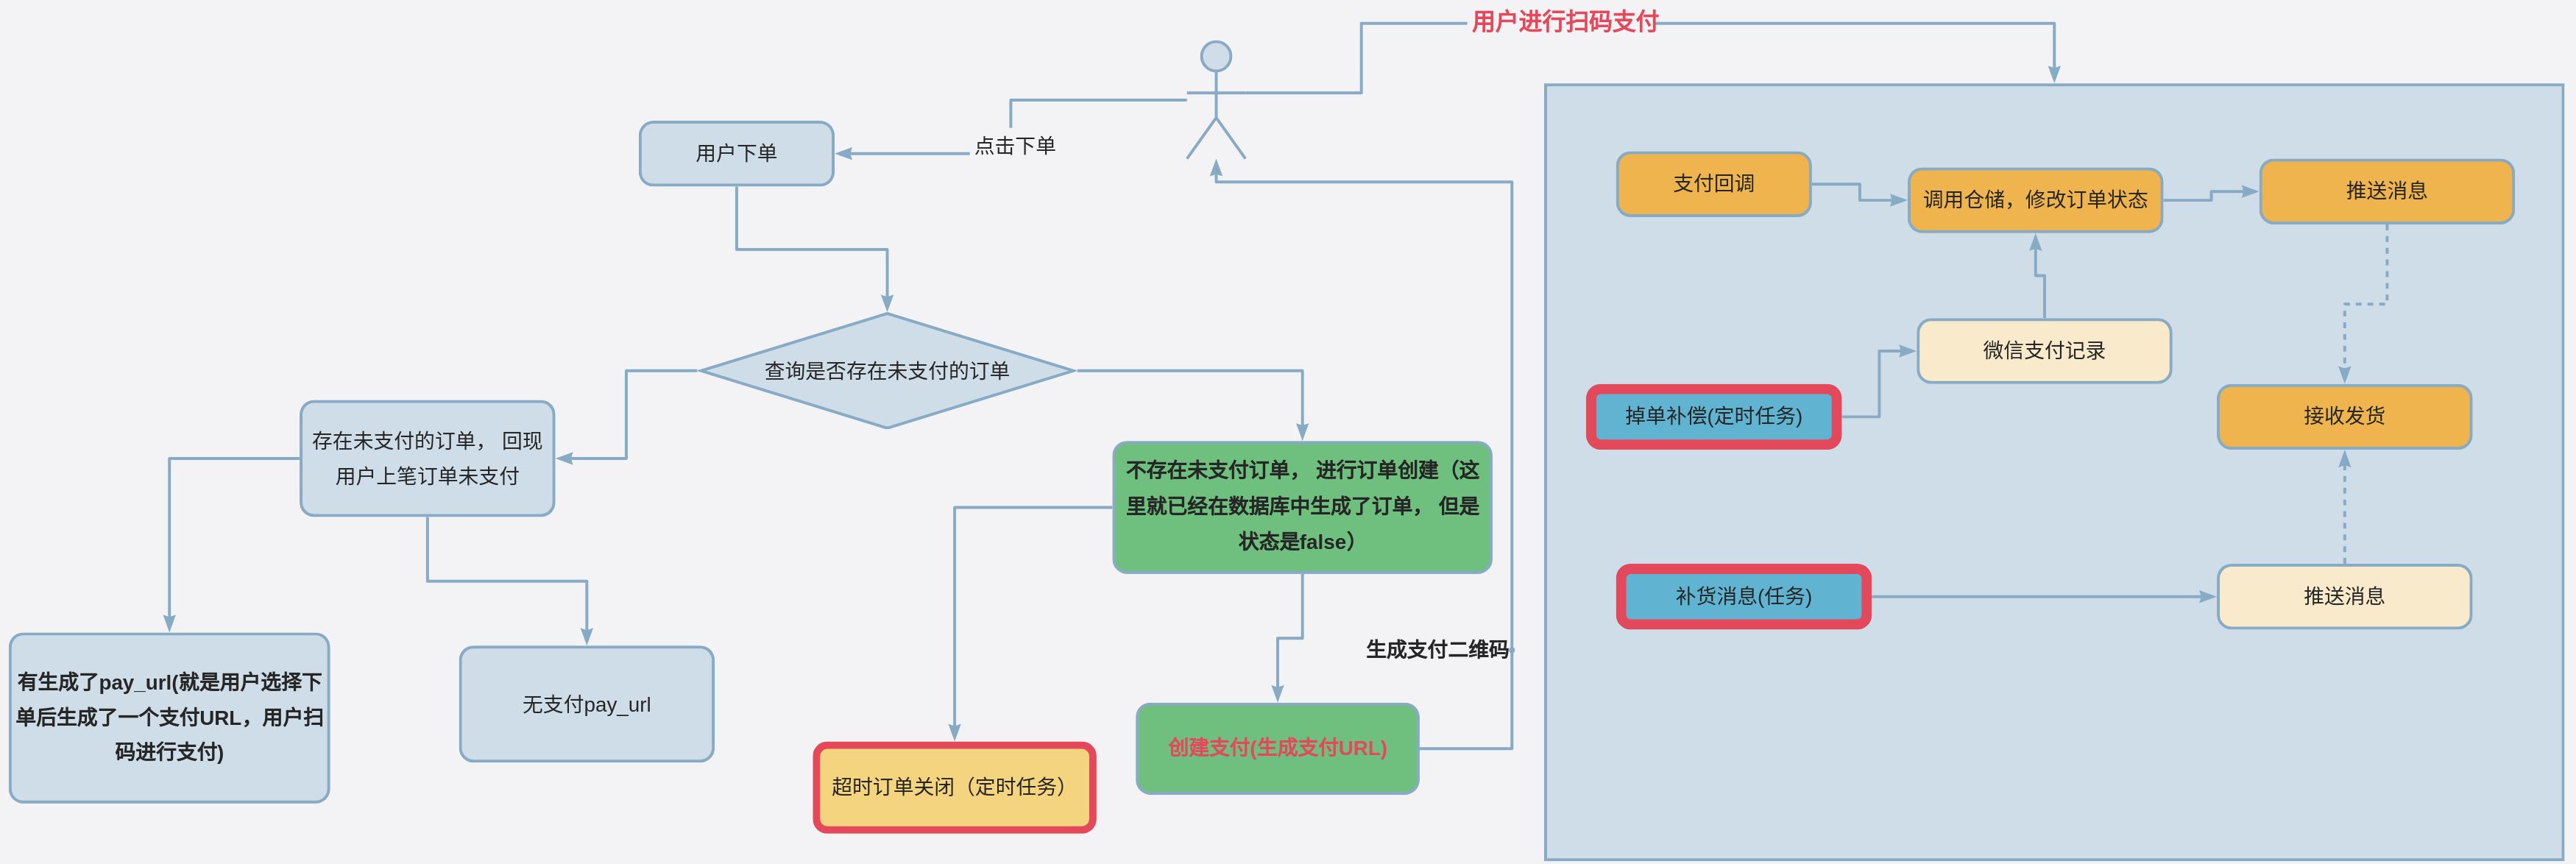 用户进行扫码支付
点击下单
用户下单
查询是否存在未支付的订单
存在未支付的订单， 回现
用户上笔订单未支付
不存在未支付订单， 进行订单创建（这
里就已经在数据库中生成了订单， 但是
状态是false）
有生成了pay_url(就是用户选择下
单后生成了一个支付URL，用户扫
码进行支付)
无支付pay_url
超时订单关闭（定时任务）
创建支付(生成支付URL)
生成支付二维码
支付回调
调用仓储，修改订单状态
推送消息
微信支付记录
掉单补偿(定时任务)
接收发货
补货消息(任务)
推送消息